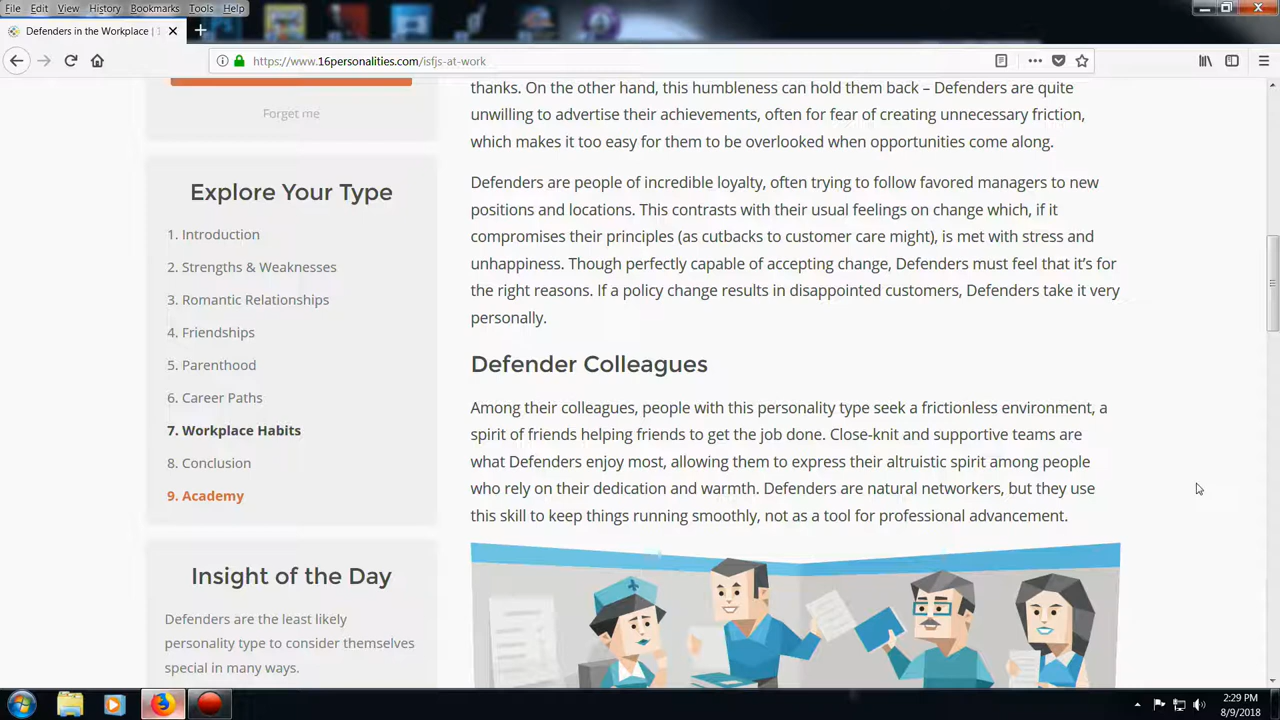 File Edit View History Bookmarks Tools Help
Defenders in the Workplace | 1
https://www.16personalities.com/isfjs-at-work
thanks. On the other hand, this humbleness can hold them back – Defenders are quite
unwilling to advertise their achievements, often for fear of creating unnecessary friction,
which makes it too easy for them to be overlooked when opportunities come along.
Defenders are people of incredible loyalty, often trying to follow favored managers to new
positions and locations. This contrasts with their usual feelings on change which, if it
compromises their principles (as cutbacks to customer care might), is met with stress and
unhappiness. Though perfectly capable of accepting change, Defenders must feel that it’s for
the right reasons. If a policy change results in disappointed customers, Defenders take it very
personally.
Defender Colleagues
Among their colleagues, people with this personality type seek a frictionless environment, a
spirit of friends helping friends to get the job done. Close-knit and supportive teams are
what Defenders enjoy most, allowing them to express their altruistic spirit among people
who rely on their dedication and warmth. Defenders are natural networkers, but they use
this skill to keep things running smoothly, not as a tool for professional advancement.
Forget me
Explore Your Type
1. Introduction
2. Strengths & Weaknesses
3. Romantic Relationships
4. Friendships
5. Parenthood
6. Career Paths
7. Workplace Habits
8. Conclusion
9. Academy
Insight of the Day
Defenders are the least likely
personality type to consider themselves
special in many ways.
2:29 PM
8/9/2018